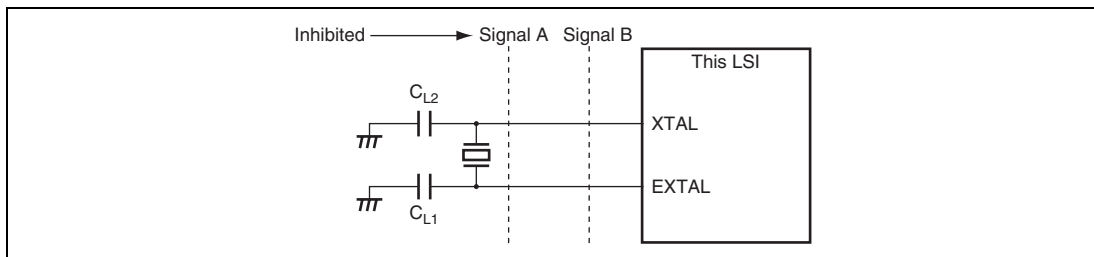 Inhibited Signal A Signal B
This LSI
CL2
XTAL
EXTAL
CL1